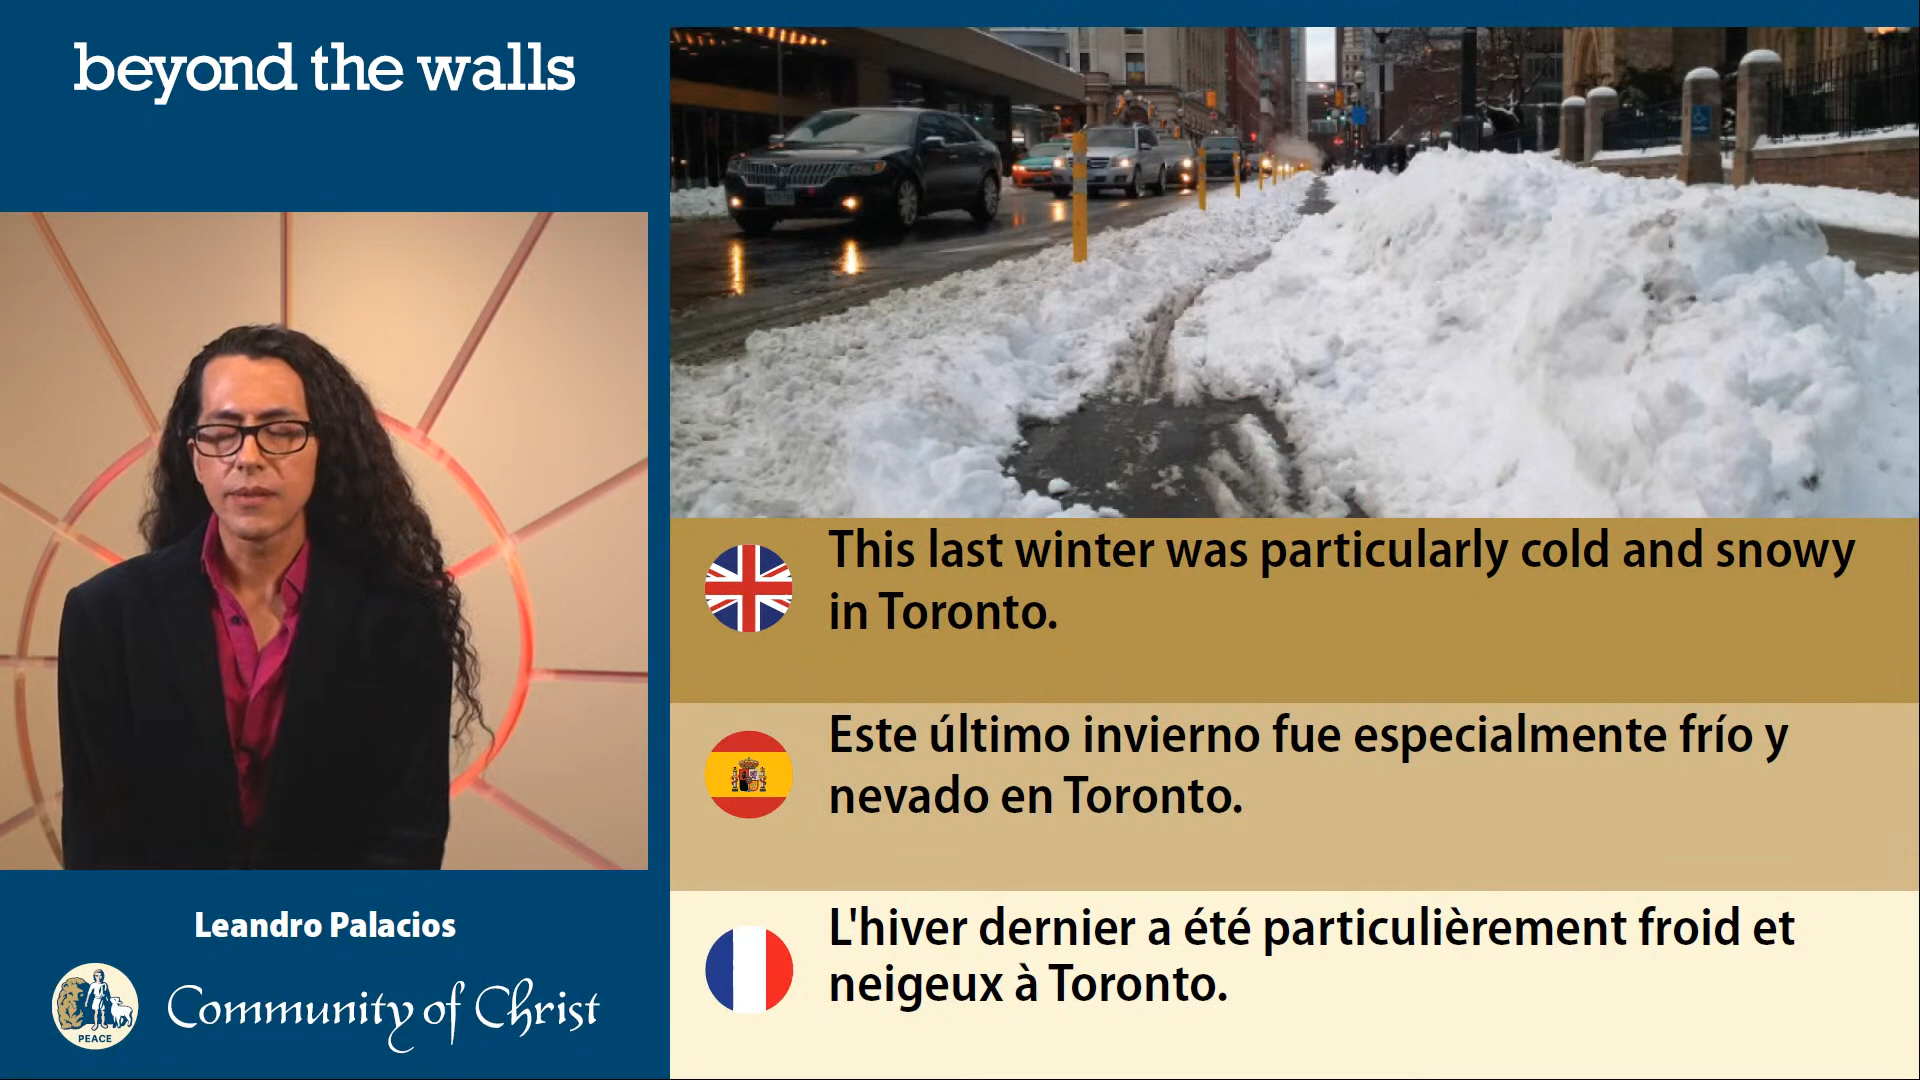 beyond the walls
This last winter was particularly cold and snowy
in Toronto.
Este último invierno fue especialmente frío y
nevado en Toronto.
L'hiver dernier a été particulièrement froid et
neigeux à Toronto.
Leandro Palacios
PEACE
Community of Christ